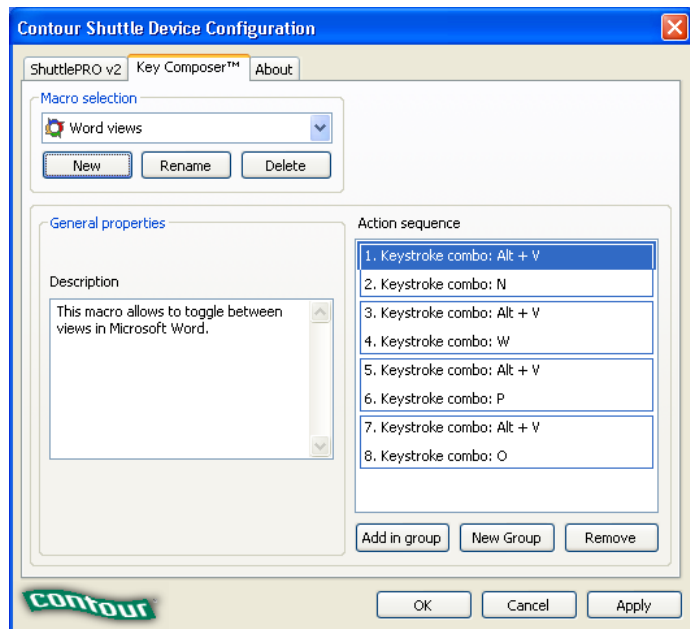 Contour Shuttle Device Configuration
ShuttlePRO v2 Key Composer™ About
Macro selection
Word views
New Rename Delete
General properties
Description
This macro allows to toggle between
views in Microsoft Word.
Action sequence
1. Keystroke combo: Alt + V
2. Keystroke combo: N
3. Keystroke combo: Alt + V
4. Keystroke combo: W
5. Keystroke combo: Alt + V
6. Keystroke combo: P
7. Keystroke combo: Alt + V
8. Keystroke combo: O
Add in group New Group Remove
contour
OK Cancel Apply